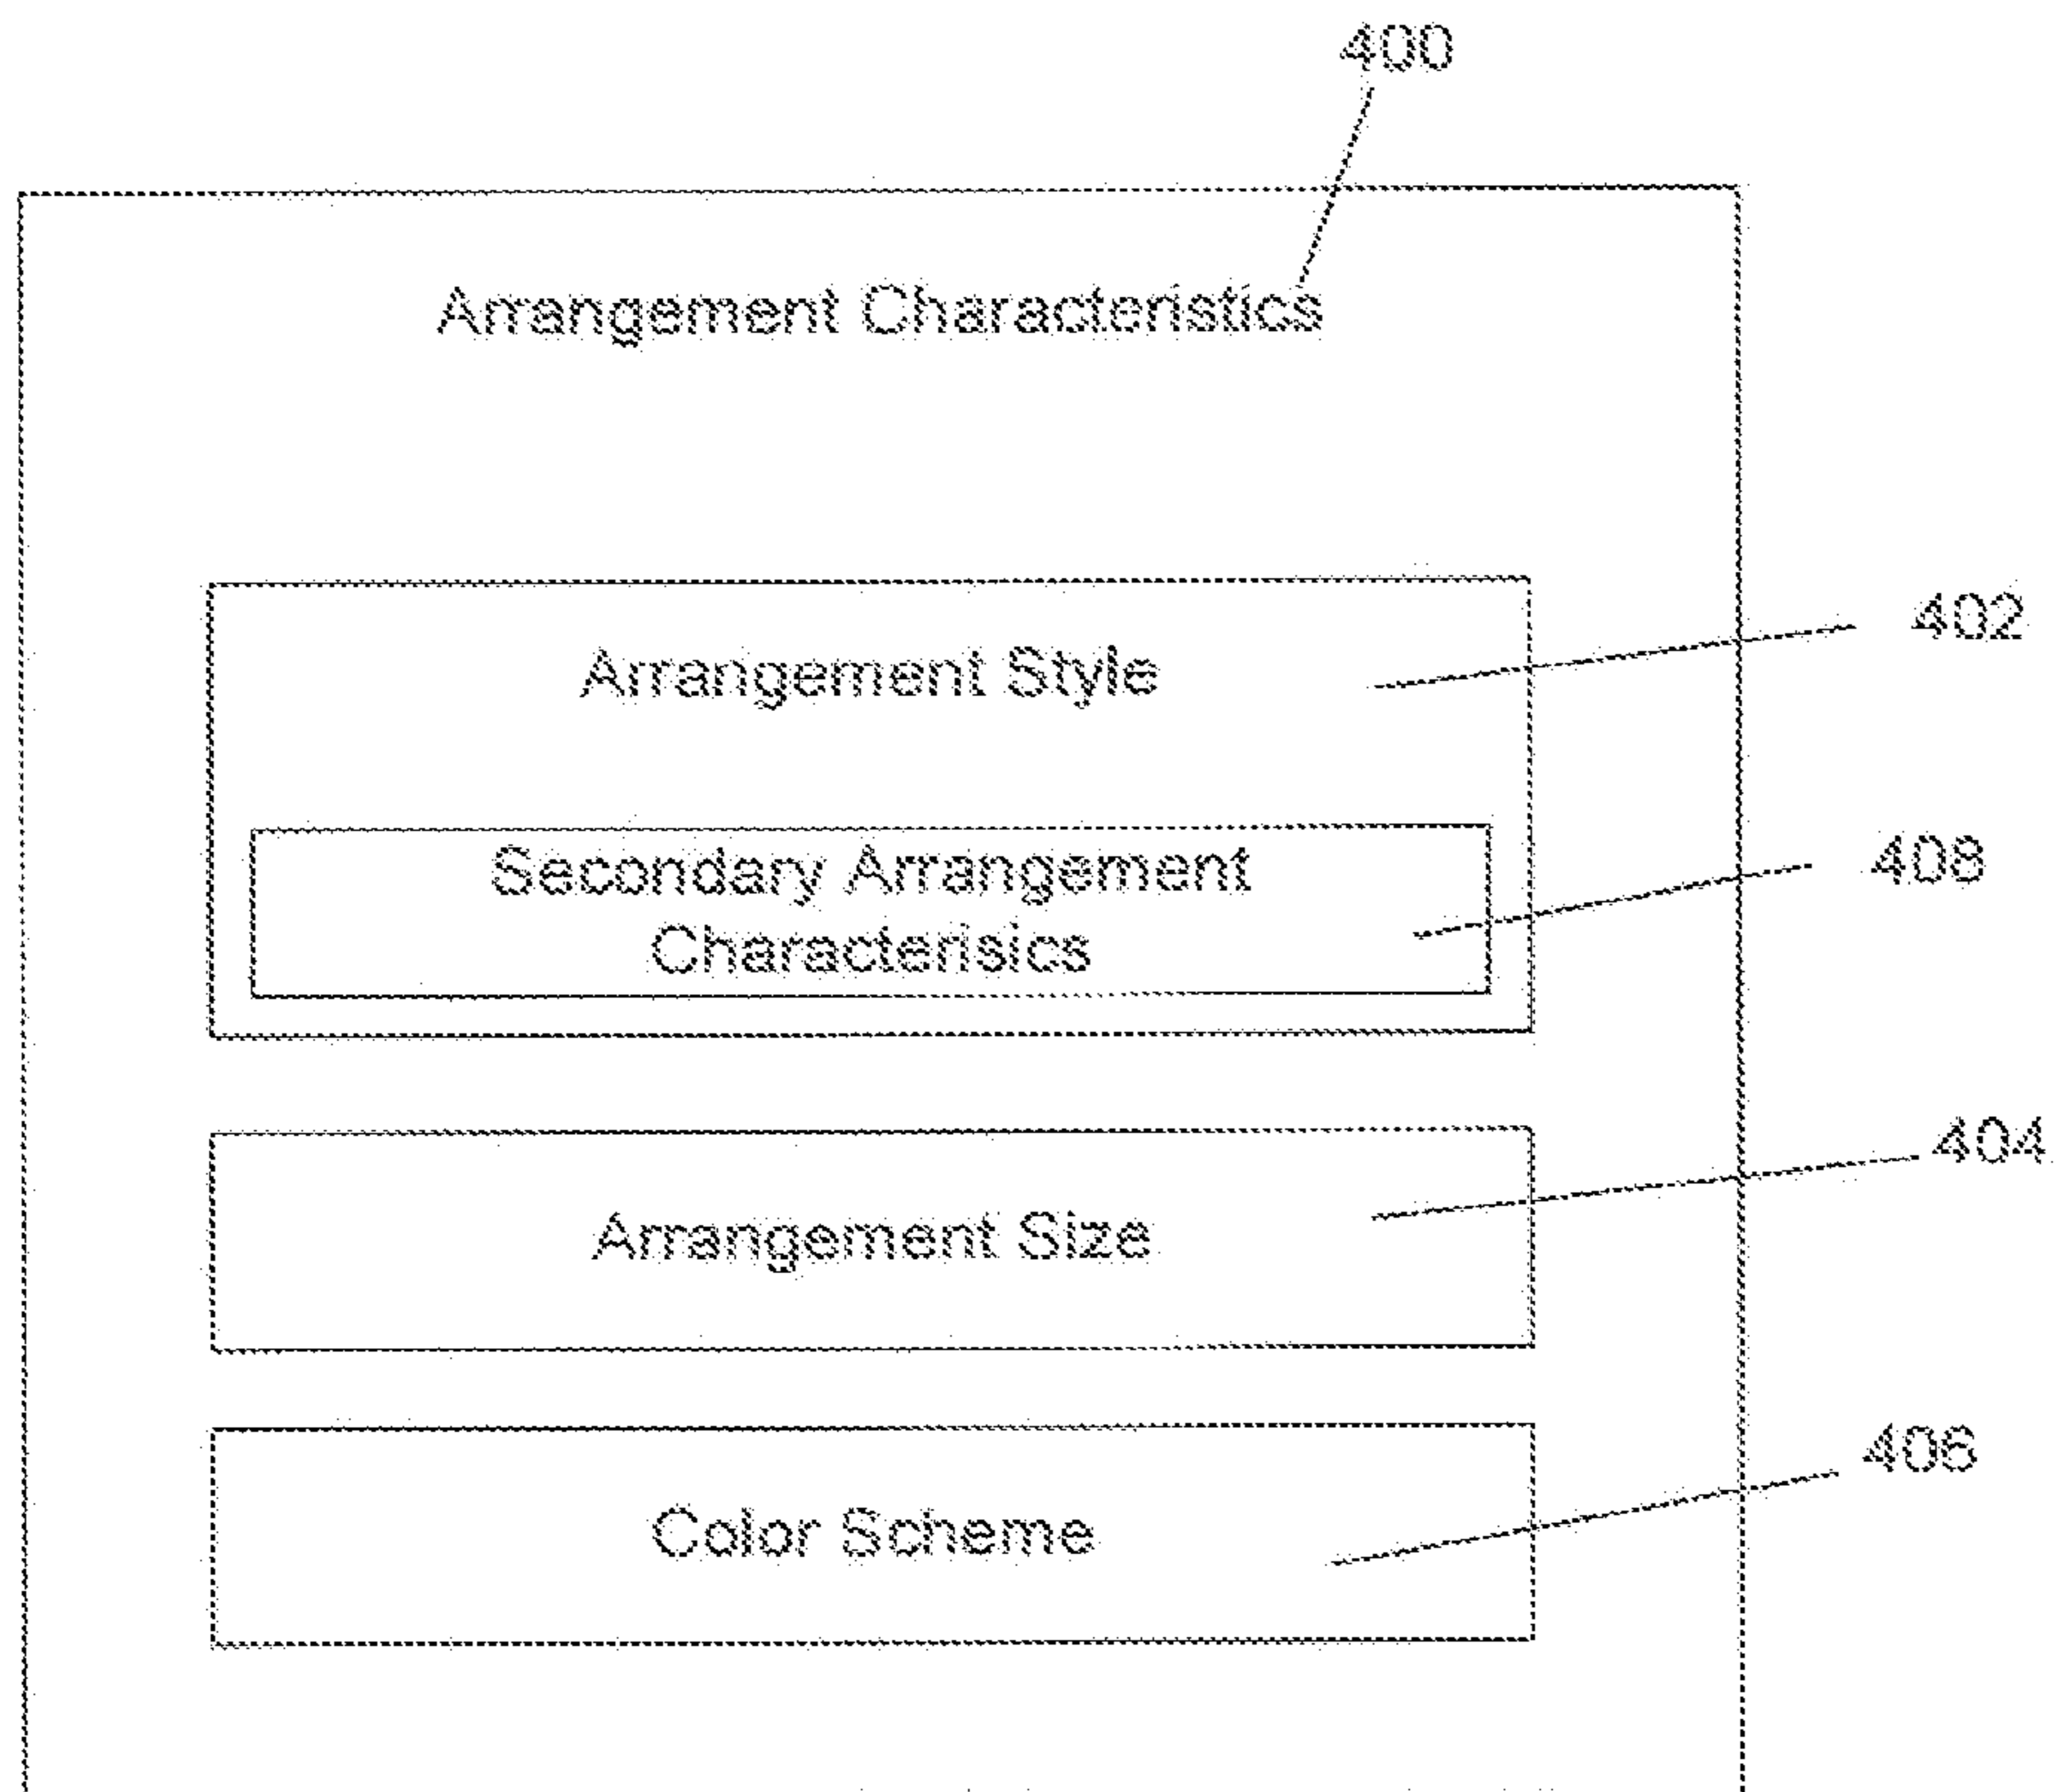 400
Arrangement Characteristics
Arrangement Style
402
Secondary Arrangement
Characterisics
408
Arrangement Size
404
Color Scheme
406